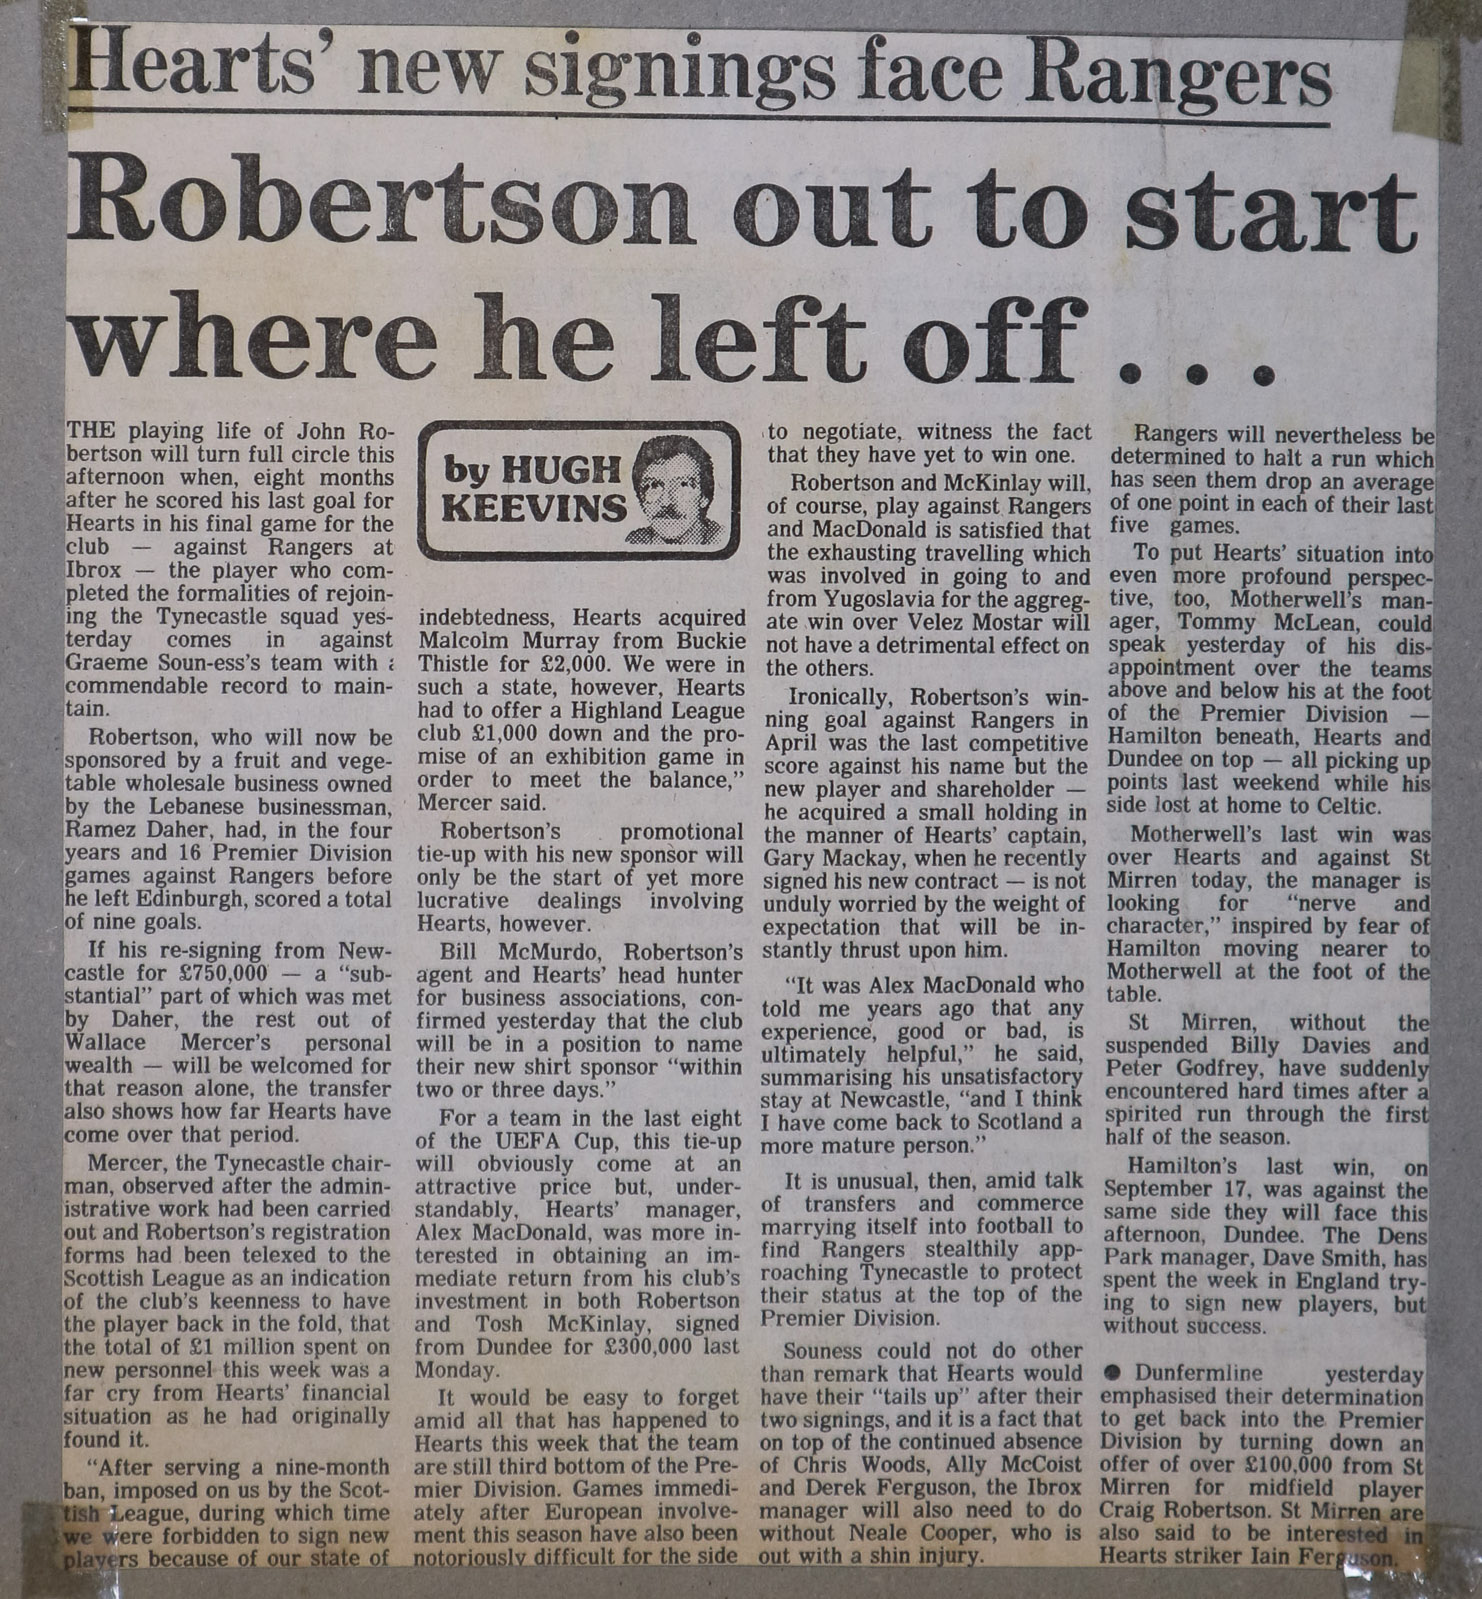 Hearts' new signings face Rangers
Robertson out to start
where he left off . . .
THE playing life of John Ro-
bertson will turn full circle this
afternoon when, eight months
after he scored his last goal for
Hearts in his final game for the
club — against Rangers at
Ibrox — the player who com-
pleted the formalities of rejoin-
ing the Tynecastle squad yes-
terday comes in against
Graeme Soun-ess's team with
commendable record to main-
tain.
Robertson, who will now be
sponsored by a fruit and vege-
table wholesale business owned
by the Lebanese businessman,
Ramez Daher, had, in the four
years and 16 Premier Division
games against Rangers before
he left Edinburgh, scored a total
of nine goals.
If his re-signing from New-
castle for £750,000 — a "sub-
stantial" part of which was met
by Daher, the rest out of
Wallace Mercer's personal
wealth — will be welcomed for
that reason alone, the transfer
also shows how far Hearts have
come over that period.
Mercer, the Tynecastle chair-
man, observed after the admin-
istrative work had been carried
out and Robertson's registration
forms had been telexed to the
Scottish League as an indication
of the club's keenness to have
the player back in the fold, that
the total of £1 million spent on
new personnel this week was a
far cry from Hearts' financial
situation as he had originally
found it.
"After serving a nine-month
ban, imposed on us by the Scot-
tish League, during which time
we were forbidden to sign new
players because of our state of
by HUGH
KEEVINS
indebtedness, Hearts acquired
Malcolm Murray from Buckie
Thistle for £2,000. We were in
such a state, however, Hearts
had to offer a Highland League
club £1,000 down and the pro-
mise of an exhibition game in
order to meet the balance,"
Mercer said.
Robertson's promotional
tie-up with his new sponsor will
only be the start of yet more
lucrative dealings involving
Hearts, however.
Bill McMurdo, Robertson's
agent and Hearts' head hunter
for business associations, con-
firmed yesterday that the club
will be in a position to name
their new shirt sponsor "within
two or three days."
For a team in the last eight
of the UEFA Cup, this tie-up
will obviously come at an
attractive price but, under-
standably, Hearts' manager,
Alex MacDonald, was more in-
terested in obtaining an im-
mediate return from his club's
investment in both Robertson
and Tosh McKinlay, signed
from Dundee for £300,000 last
Monday.
It would be easy to forget
amid all that has happened to
Hearts this week that the team
are still third bottom of the Pre-
mier Division. Games immedi-
ately after European involve-
ment this season have also been
notoriously difficult for the side
to negotiate, witness the fact
that they have yet to win one.
Robertson and McKinlay will,
of course, play against Rangers
and MacDonald is satisfied that
the exhausting travelling which
was involved in going to and
from Yugoslavia for the aggreg-
ate win over Velez Mostar will
not have a detrimental effect on
the others.
Ironically, Robertson's win-
ning goal against Rangers in
April was the last competitive
score against his name but the
new player and shareholder —
he acquired a small holding in
the manner of Hearts' captain,
Gary Mackay, when he recently
signed his new contract — is not
unduly worried by the weight of
expectation that will be in-
stantly thrust upon him.
"It was Alex MacDonald who
told me years ago that any
experience, good or bad, is
ultimately helpful," he said,
summarising his unsatisfactory
stay at Newcastle, "and I think
I have come back to Scotland a
more mature person."
It is unusual, then, amid talk
of transfers and commerce
marrying itself into football to
find Rangers stealthily app-
roaching Tynecastle to protect
their status at the top of the
Premier Division.
Souness could not do other
than remark that Hearts would
have their "tails up" after their
two signings, and it is a fact that
on top of the continued absence
of Chris Woods, Ally McCoist
and Derek Ferguson, the Ibrox
manager will also need to do
without Neale Cooper, who is
out with a shin injury.
Rangers will nevertheless be
determined to halt a run which
has seen them drop an average
of one point in each of their last
five games.
To put Hearts' situation into
even more profound perspec-
tive, too, Motherwell's man-
ager, Tommy McLean, could
speak yesterday of his dis-
appointment over the teams
above and below his at the foot
of the Premier Division —
Hamilton beneath, Hearts and
Dundee on top — all picking up
points last weekend while his
side lost at home to Celtic.
Motherwell's last win was
over Hearts and against St
Mirren today, the manager is
looking for "nerve and
character," inspired by fear of
Hamilton moving nearer to
Motherwell at the foot of the
table.
St Mirren, without the
suspended Billy Davies and
Peter Godfrey, have suddenly
encountered hard times after a
spirited run through the first
half of the season.
Hamilton's last win, on
September 17, was against the
same side they will face this
afternoon, Dundee. The Dens
Park manager, Dave Smith, has
spent the week in England try-
ing to sign new players, but
without success.
● Dunfermline yesterday
emphasised their determination
to get back into the Premier
Division by turning down an
offer of over £100,000 from St
Mirren for midfield player
Craig Robertson. St Mirren are
also said to be interested in
Hearts striker Iain Ferguson.